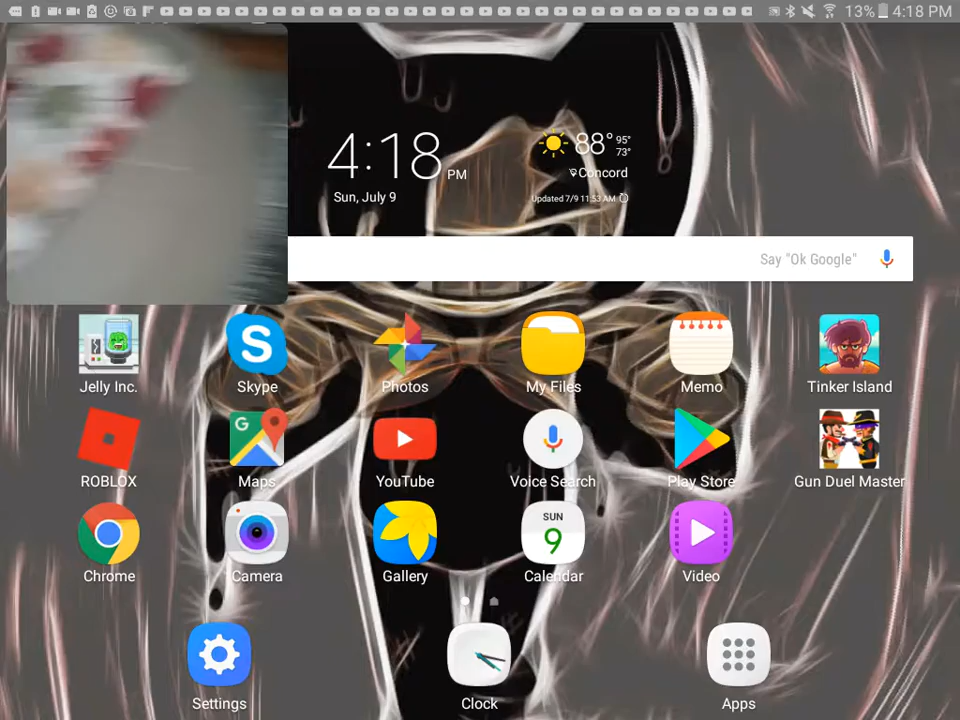 13% 4:18 PM
4:18 PM
Sun, July 9
88° 95° 73°
Concord
Updated 7/9 11:53 AM
Say "Ok Google"
Jelly Inc.
Skype
Photos
My Files
Memo
Tinker Island
ROBLOX
Maps
YouTube
Voice Search
Play Store
Gun Duel Master
Chrome
Camera
Gallery
SUN
9
Calendar
Video
Settings
Clock
Apps